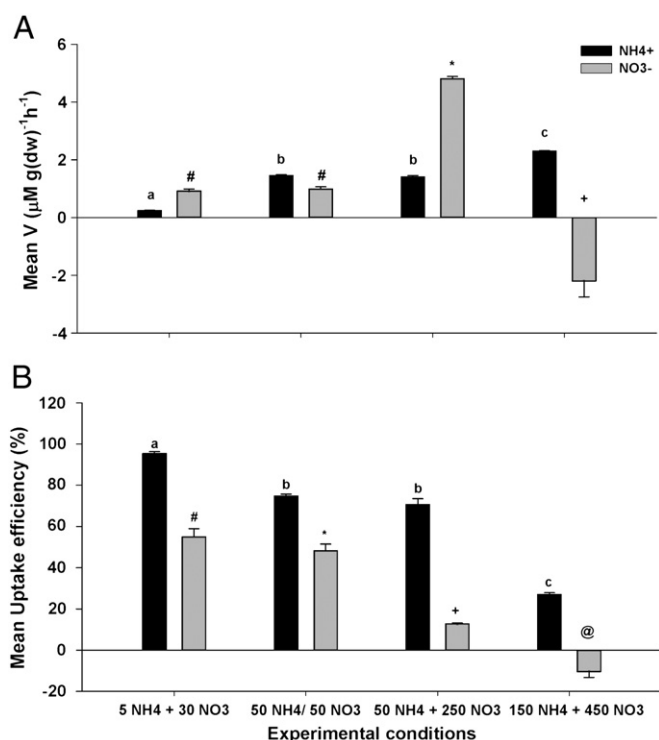 A
6
NH4+
*
NO3-
4
c
2
b
b
#
#
a
+
0
-2
-4
Mean V (µM g(dw)⁻¹h⁻¹)
B
120
100
a
80
b
b
60
#
*
40
c
20
+
@
0
-20
Mean Uptake efficiency (%)
5 NH4 + 30 NO3 50 NH4/ 50 NO3 50 NH4 + 250 NO3 150 NH4 + 450 NO3
Experimental conditions